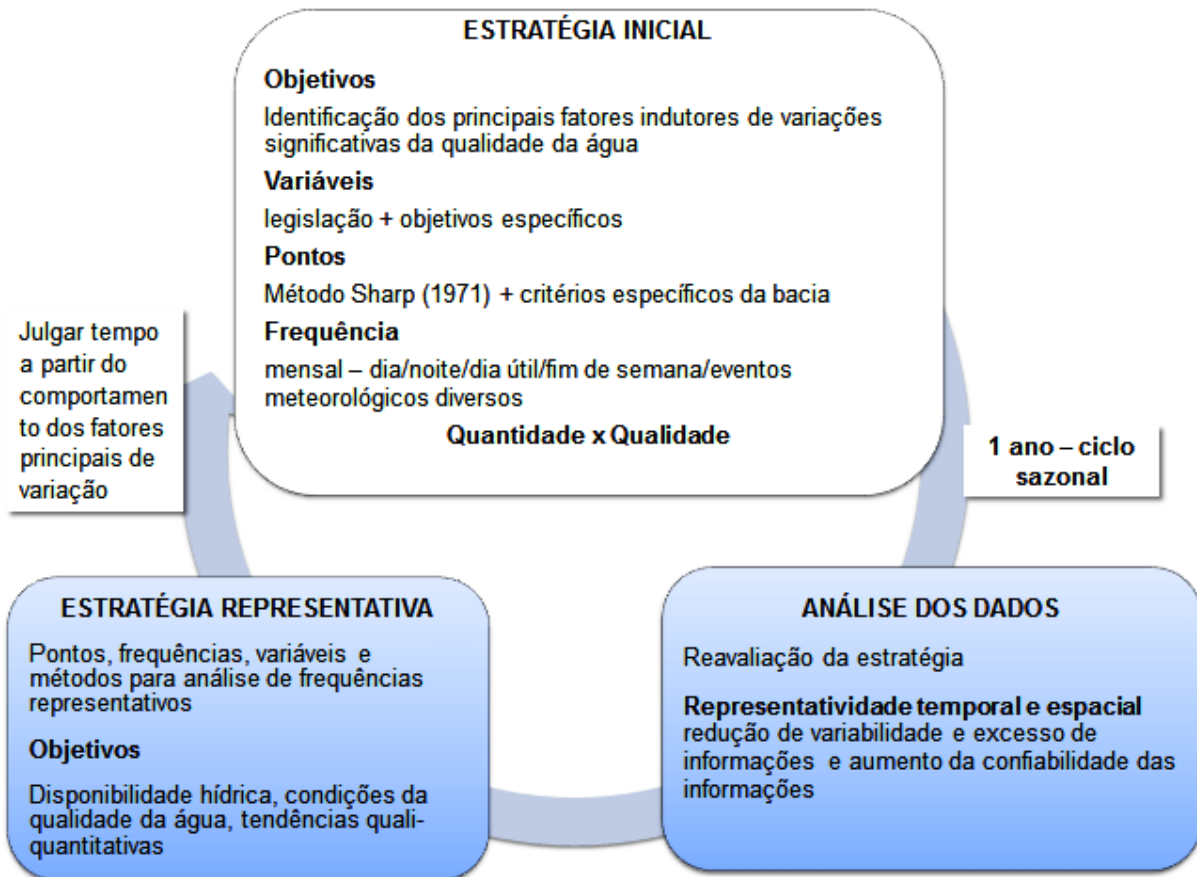 ESTRATÉGIA INICIAL
Objetivos
Identificação dos principais fatores indutores de variações
significativas da qualidade da água
Variáveis
legislação + objetivos específicos
Pontos
Método Sharp (1971) + critérios específicos da bacia
Frequência
mensal – dia/noite/dia útil/fim de semana/eventos
meteorológicos diversos
Quantidade x Qualidade
1 ano – ciclo
sazonal
ANÁLISE DOS DADOS
Reavaliação da estratégia
Representatividade temporal e espacial
redução de variabilidade e excesso de
informações e aumento da confiabilidade das
informações
ESTRATÉGIA REPRESENTATIVA
Pontos, frequências, variáveis e
métodos para análise de frequências
representativos
Objetivos
Disponibilidade hídrica, condições da
qualidade da água, tendências quali-
quantitativas
Julgar tempo
a partir do
comportamen
to dos fatores
principais de
variação